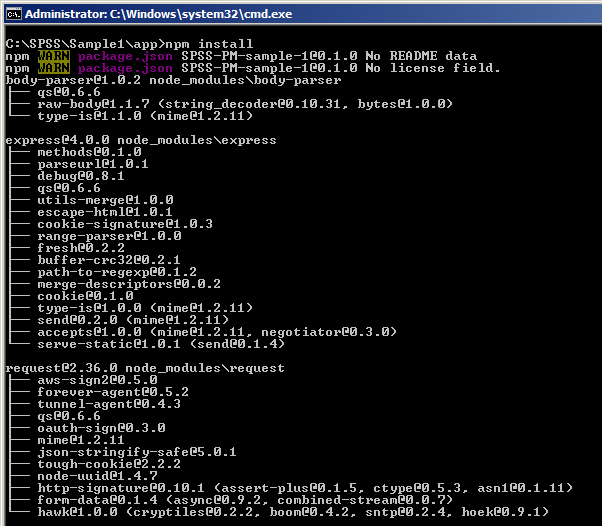 Administrator: C:\Windows\system32\cmd.exe
C:\SPSS\Sample1\app>npm install
npm WARN package.json SPSS-PM-sample-1@0.1.0 No README data
npm WARN package.json SPSS-PM-sample-1@0.1.0 No license field.
body-parser@1.0.2 node_modules\body-parser
├── qs@0.6.6
├── raw-body@1.1.7 (string_decoder@0.10.31, bytes@1.0.0)
└── type-is@1.1.0 (mime@1.2.11)
express@4.0.0 node_modules\express
├── methods@0.1.0
├── parseurl@1.0.1
├── debug@0.8.1
├── qs@0.6.6
├── utils-merge@1.0.0
├── escape-html@1.0.1
├── cookie-signature@1.0.3
├── range-parser@1.0.0
├── fresh@0.2.2
├── buffer-crc32@0.2.1
├── path-to-regexp@0.1.2
├── merge-descriptors@0.0.2
├── cookie@0.1.0
├── type-is@1.0.0 (mime@1.2.11)
├── send@0.2.0 (mime@1.2.11)
├── accepts@1.0.0 (mime@1.2.11, negotiator@0.3.0)
└── serve-static@1.0.1 (send@0.1.4)
request@2.36.0 node_modules\request
├── aws-sign2@0.5.0
├── forever-agent@0.5.2
├── tunnel-agent@0.4.3
├── qs@0.6.6
├── oauth-sign@0.3.0
├── mime@1.2.11
├── json-stringify-safe@5.0.1
├── tough-cookie@2.2.2
├── node-uuid@1.4.7
├── http-signature@0.10.1 (assert-plus@0.1.5, ctype@0.5.3, asn1@0.1.11)
├── form-data@0.1.4 (async@0.9.2, combined-stream@0.0.7)
└── hawk@1.0.0 (cryptiles@0.2.2, boom@0.4.2, sntp@0.2.4, hoek@0.9.1)